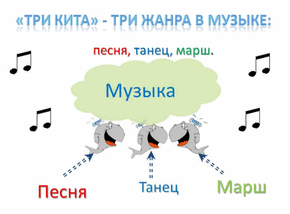 «ТРИ КИТА» - ТРИ ЖАНРА В МУЗЫКЕ:
песня, танец, марш.
Музыка
Песня
Танец
Марш